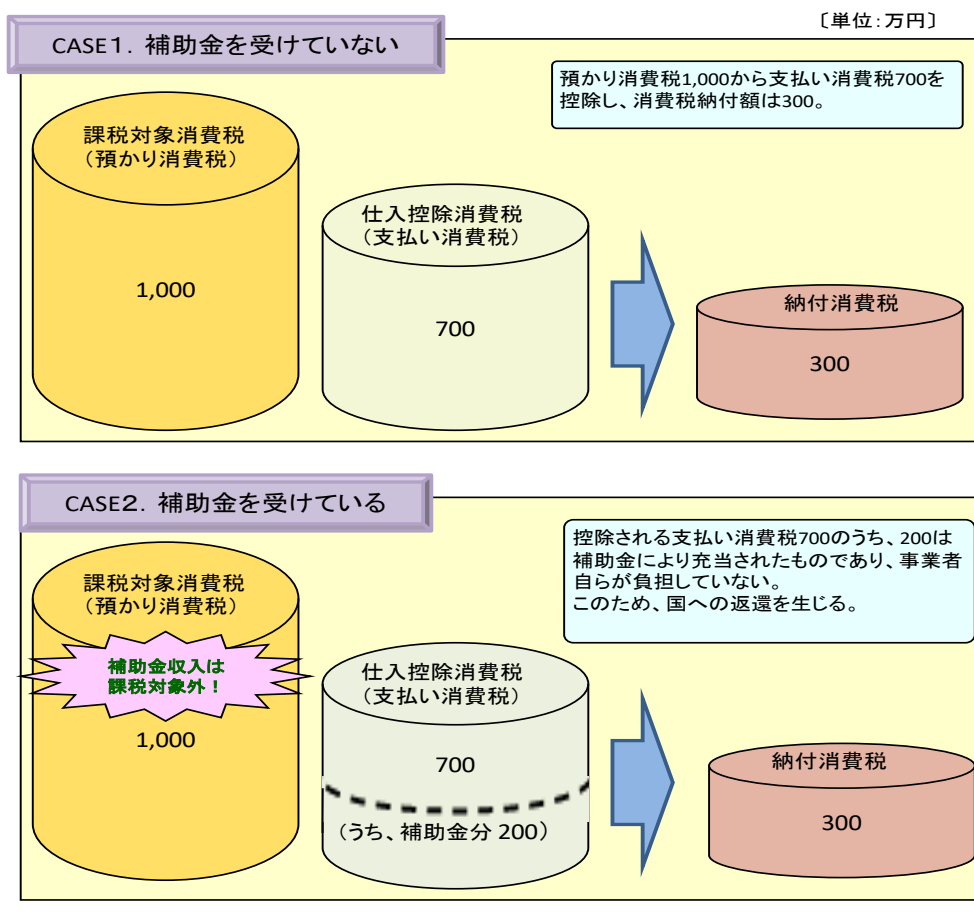 〔単位：万円〕
CASE1．補助金を受けていない
預かり消費税1,000から支払い消費税700を
控除し、消費税納付額は300。
課税対象消費税
（預かり消費税）
1,000
仕入控除消費税
（支払い消費税）
700
納付消費税
300
CASE２．補助金を受けている
控除される支払い消費税700のうち、200は
補助金により充当されたものであり、事業者
自らが負担していない。
このため、国への返還を生じる。
課税対象消費税
（預かり消費税）
補助金収入は
課税対象外！
1,000
仕入控除消費税
（支払い消費税）
700
（うち、補助金分 200）
納付消費税
300